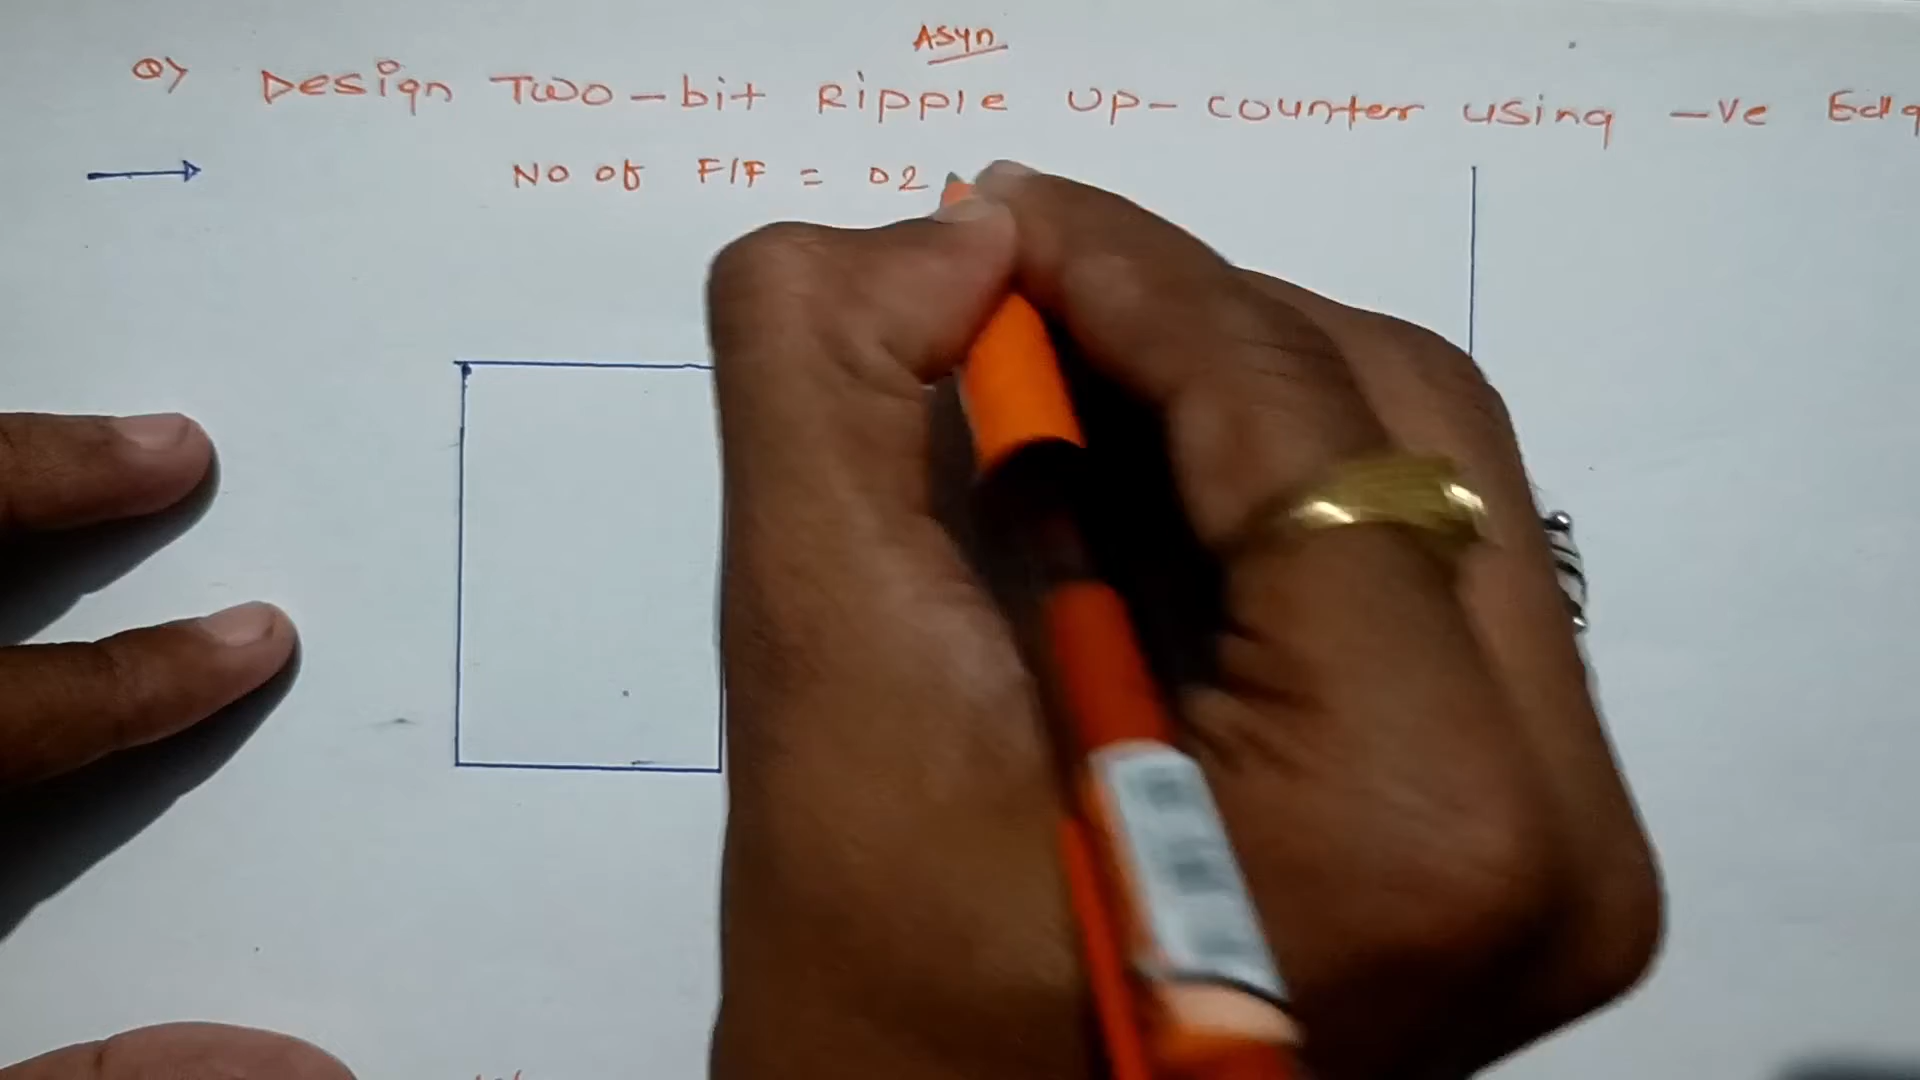 Asyn
Q> Design Two-bit Ripple Up-counter using -ve Edg
No of F/F = 02